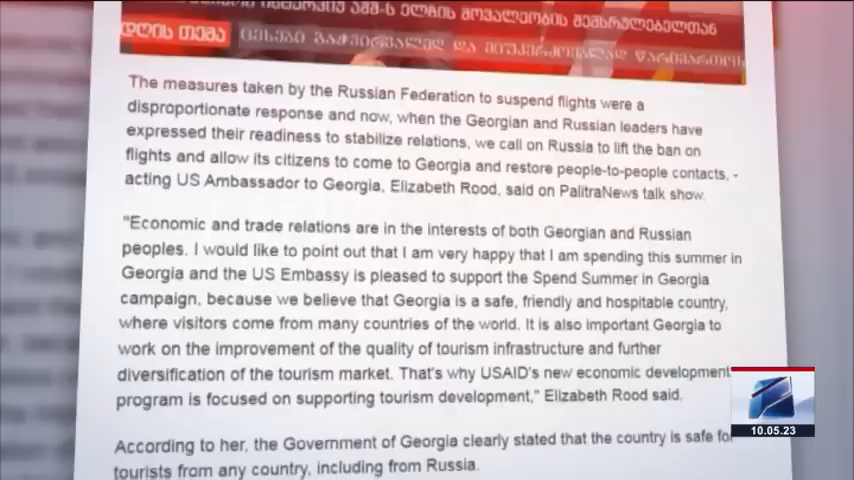 დღის თემა
The measures taken by the Russian Federation to suspend flights were a
disproportionate response and now, when the Georgian and Russian leaders have
expressed their readiness to stabilize relations, we call on Russia to lift the ban on
flights and allow its citizens to come to Georgia and restore people-to-people contacts, -
acting US Ambassador to Georgia, Elizabeth Rood, said on PalitraNews talk show.
"Economic and trade relations are in the interests of both Georgian and Russian
peoples. I would like to point out that I am very happy that I am spending this summer in
Georgia and the US Embassy is pleased to support the Spend Summer in Georgia
campaign, because we believe that Georgia is a safe, friendly and hospitable country,
where visitors come from many countries of the world. It is also important Georgia to
work on the improvement of the quality of tourism infrastructure and further
diversification of the tourism market. That's why USAID's new economic development
program is focused on supporting tourism development," Elizabeth Rood said.
According to her, the Government of Georgia clearly stated that the country is safe for
tourists from any country, including from Russia.
10.05.23